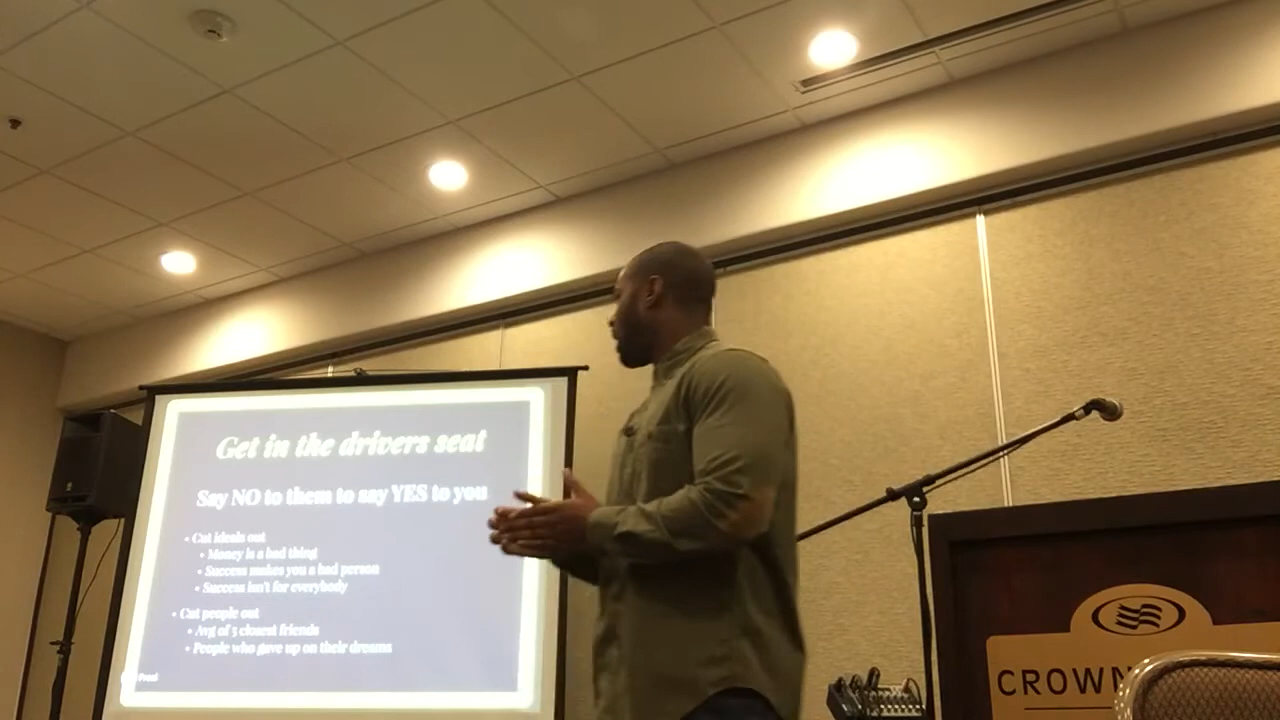 Get in the drivers seat
Say NO to them to say YES to you
• Cut ideals out
• Money is a bad thing
• Success makes you a bad person
• Success isn't for everybody
• Cut people out
• Avg of 5 closest friends
• People who gave up on their dreams
Prezi
CROWN